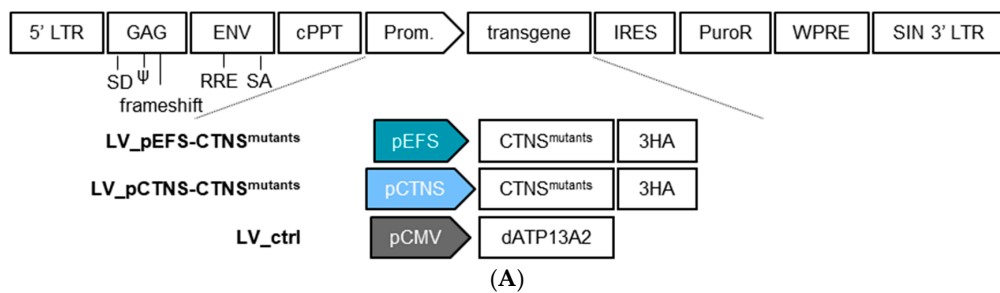 5' LTR GAG ENV cPPT Prom. transgene IRES PuroR WPRE SIN 3' LTR
SD ψ RRE SA
frameshift
LV_pEFS-CTNSmutants pEFS CTNSmutants 3HA
LV_pCTNS-CTNSmutants pCTNS CTNSmutants 3HA
LV_ctrl pCMV dATP13A2
(A)